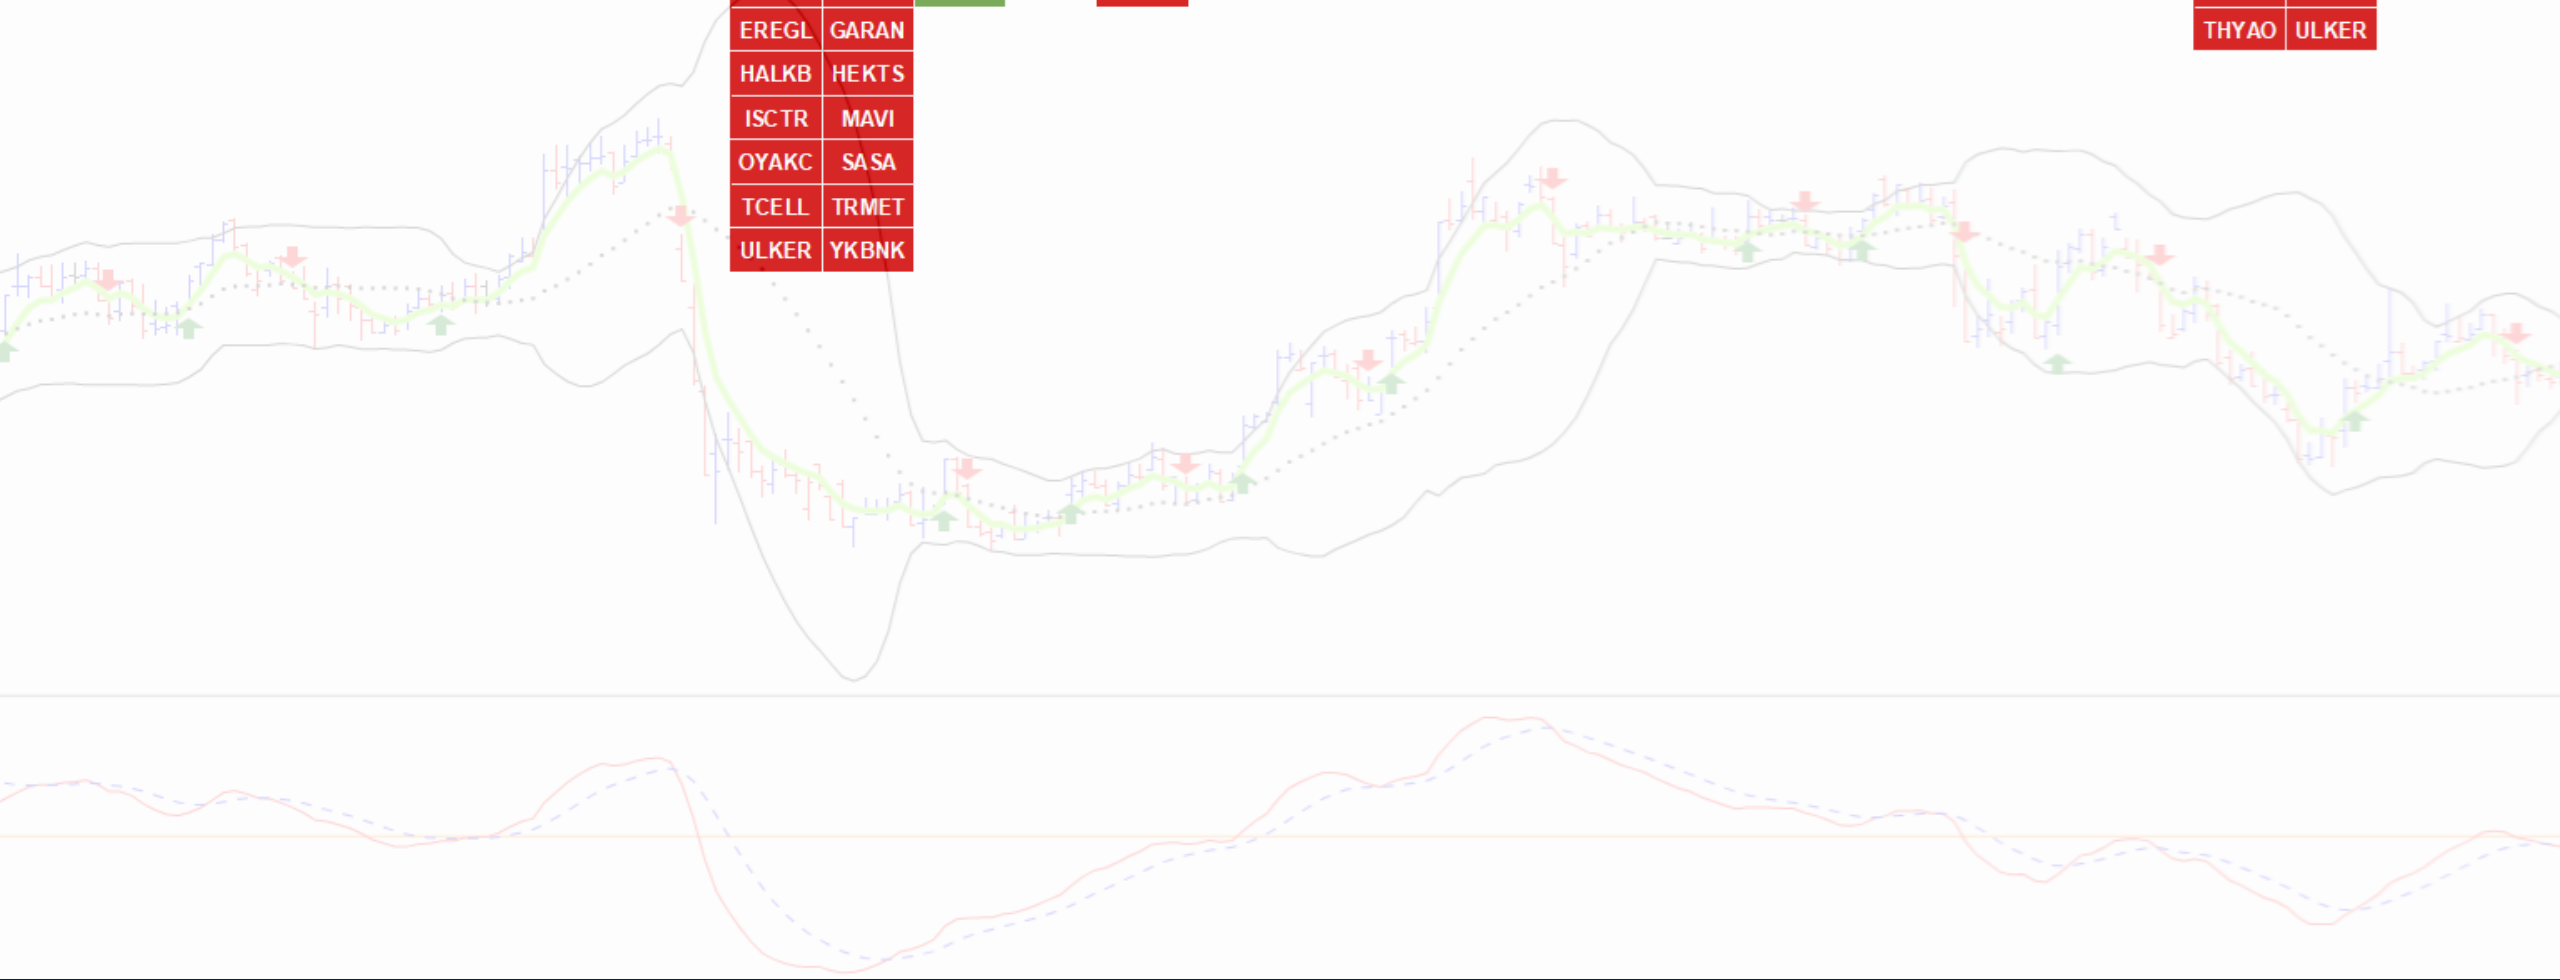 EREGL GARAN
THYAO ULKER
HALKB HEKTS
ISCTR MAVI
OYAKC SASA
TCELL TRMET
ULKER YKBNK